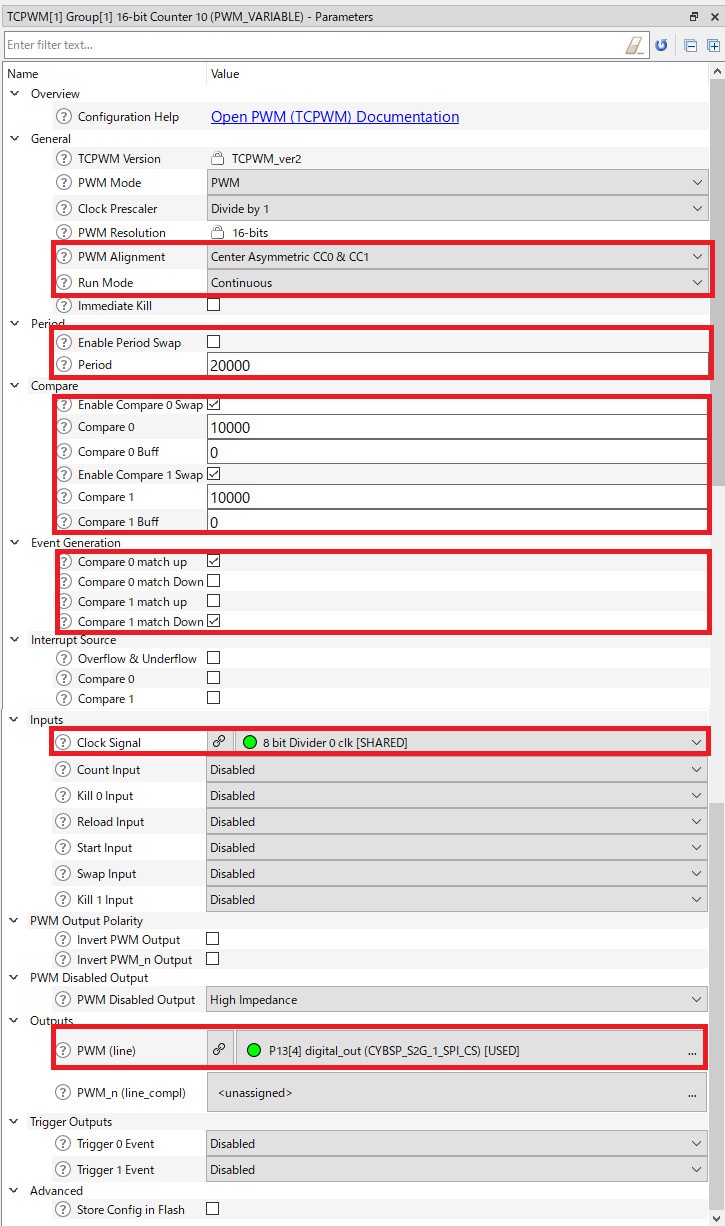 TCPWM[1] Group[1] 16-bit Counter 10 (PWM_VARIABLE) - Parameters
Enter filter text...
Name Value
Overview
? Configuration Help Open PWM (TCPWM) Documentation
General
? TCPWM Version TCPWM_ver2
? PWM Mode PWM
? Clock Prescaler Divide by 1
? PWM Resolution 16-bits
? PWM Alignment Center Asymmetric CC0 & CC1
? Run Mode Continuous
? Immediate Kill
Period
? Enable Period Swap
? Period 20000
Compare
? Enable Compare 0 Swap
? Compare 0 10000
? Compare 0 Buff 0
? Enable Compare 1 Swap
? Compare 1 10000
? Compare 1 Buff 0
Event Generation
? Compare 0 match up
? Compare 0 match Down
? Compare 1 match up
? Compare 1 match Down
Interrupt Source
? Overflow & Underflow
? Compare 0
? Compare 1
Inputs
? Clock Signal 8 bit Divider 0 clk [SHARED]
? Count Input Disabled
? Kill 0 Input Disabled
? Reload Input Disabled
? Start Input Disabled
? Swap Input Disabled
? Kill 1 Input Disabled
PWM Output Polarity
? Invert PWM Output
? Invert PWM_n Output
PWM Disabled Output
? PWM Disabled Output High Impedance
Outputs
? PWM (line) P13[4] digital_out (CYBSP_S2G_1_SPI_CS) [USED] ...
? PWM_n (line_compl) <unassigned> ...
Trigger Outputs
? Trigger 0 Event Disabled
? Trigger 1 Event Disabled
Advanced
? Store Config in Flash